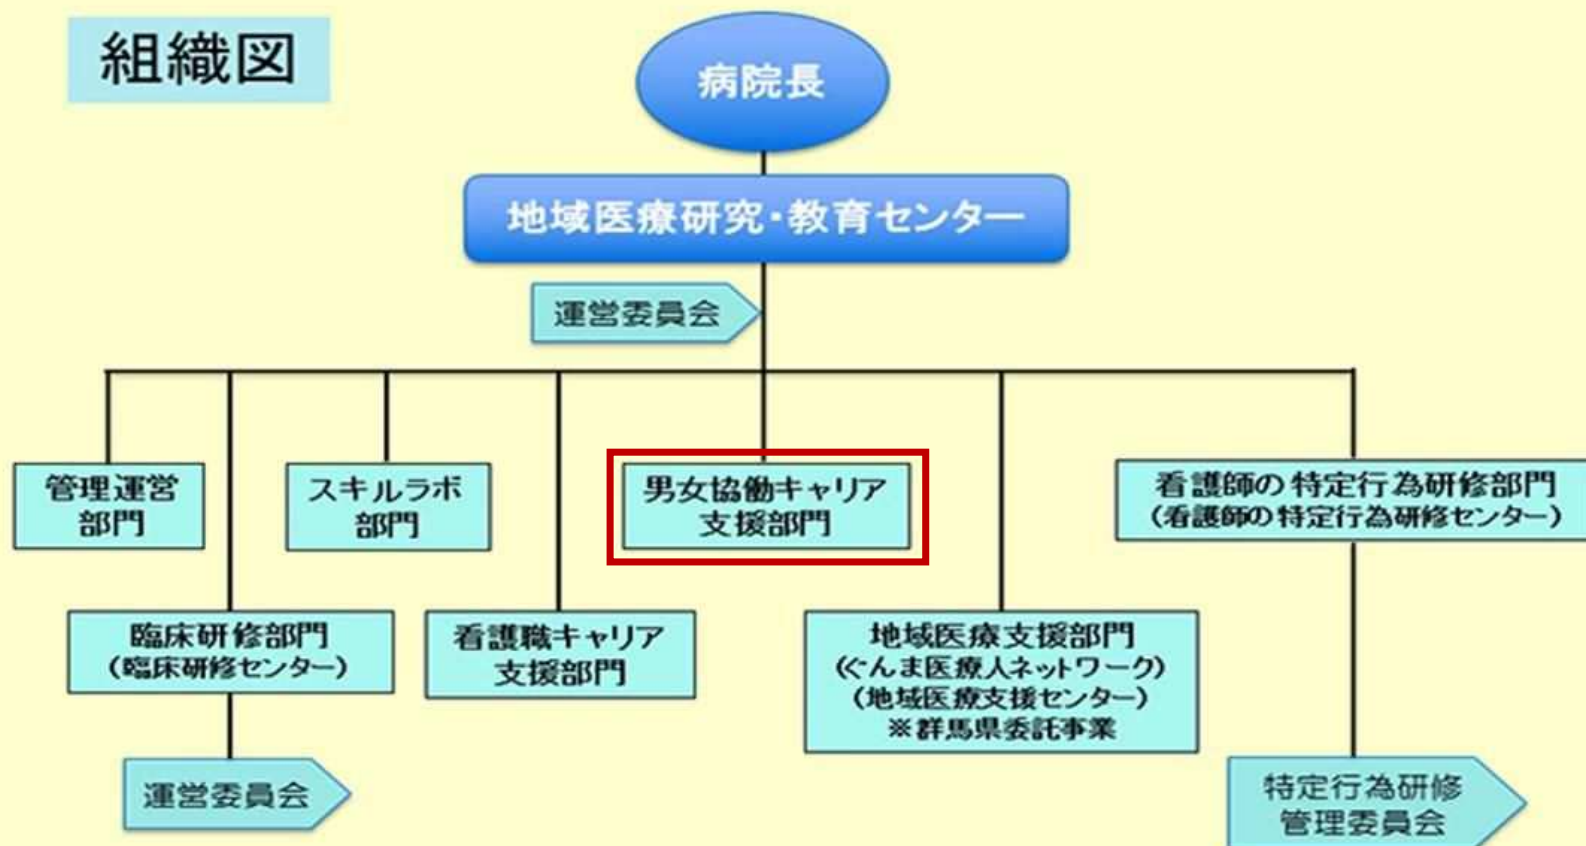 組織図
病院長
地域医療研究・教育センター
運営委員会
管理運営
部門
スキルラボ
部門
男女協働キャリア
支援部門
看護師の特定行為研修部門
(看護師の特定行為研修センター)
臨床研修部門
(臨床研修センター)
看護職キャリア
支援部門
地域医療支援部門
(ぐんま医療人ネットワーク)
(地域医療支援センター)
※群馬県委託事業
運営委員会
特定行為研修
管理委員会